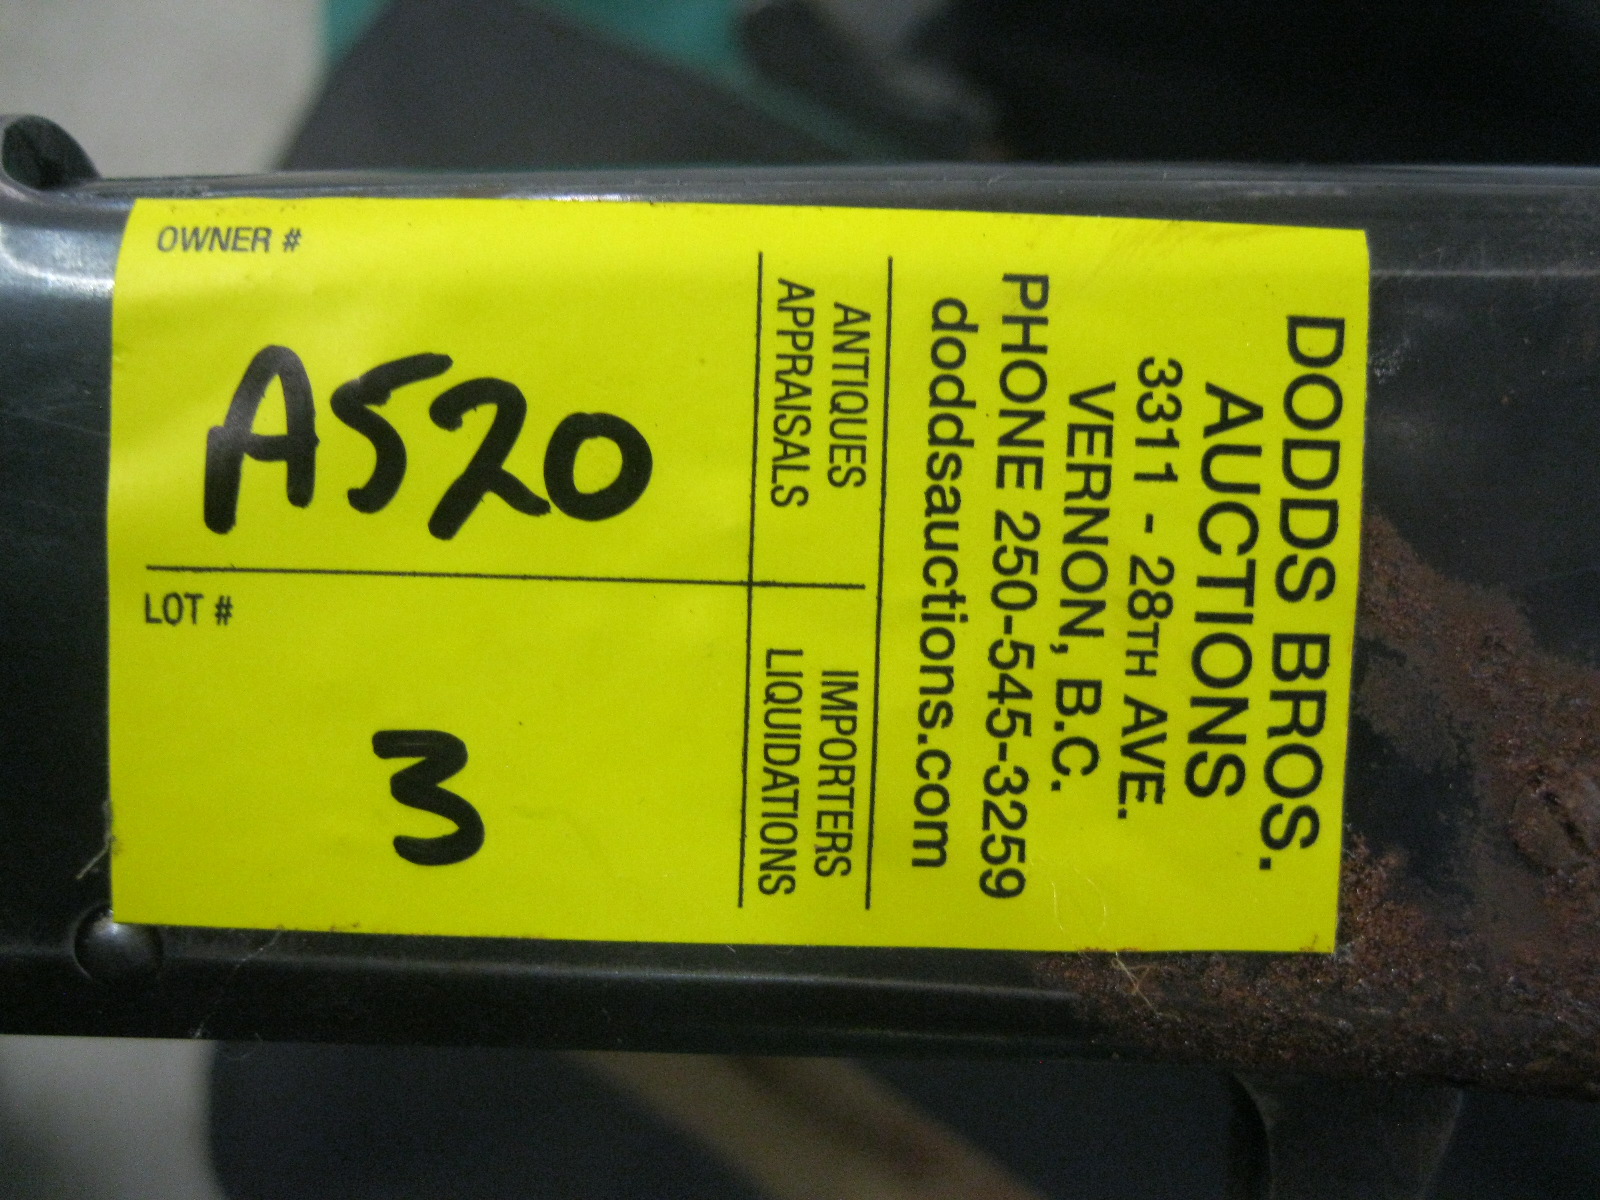 DODDS BROS.
AUCTIONS
3311 - 28TH AVE.
VERNON, B.C.
PHONE 250-545-3259
doddsauctions.com
ANTIQUES IMPORTERS
APPRAISALS LIQUIDATIONS
OWNER #
A520
LOT #
3